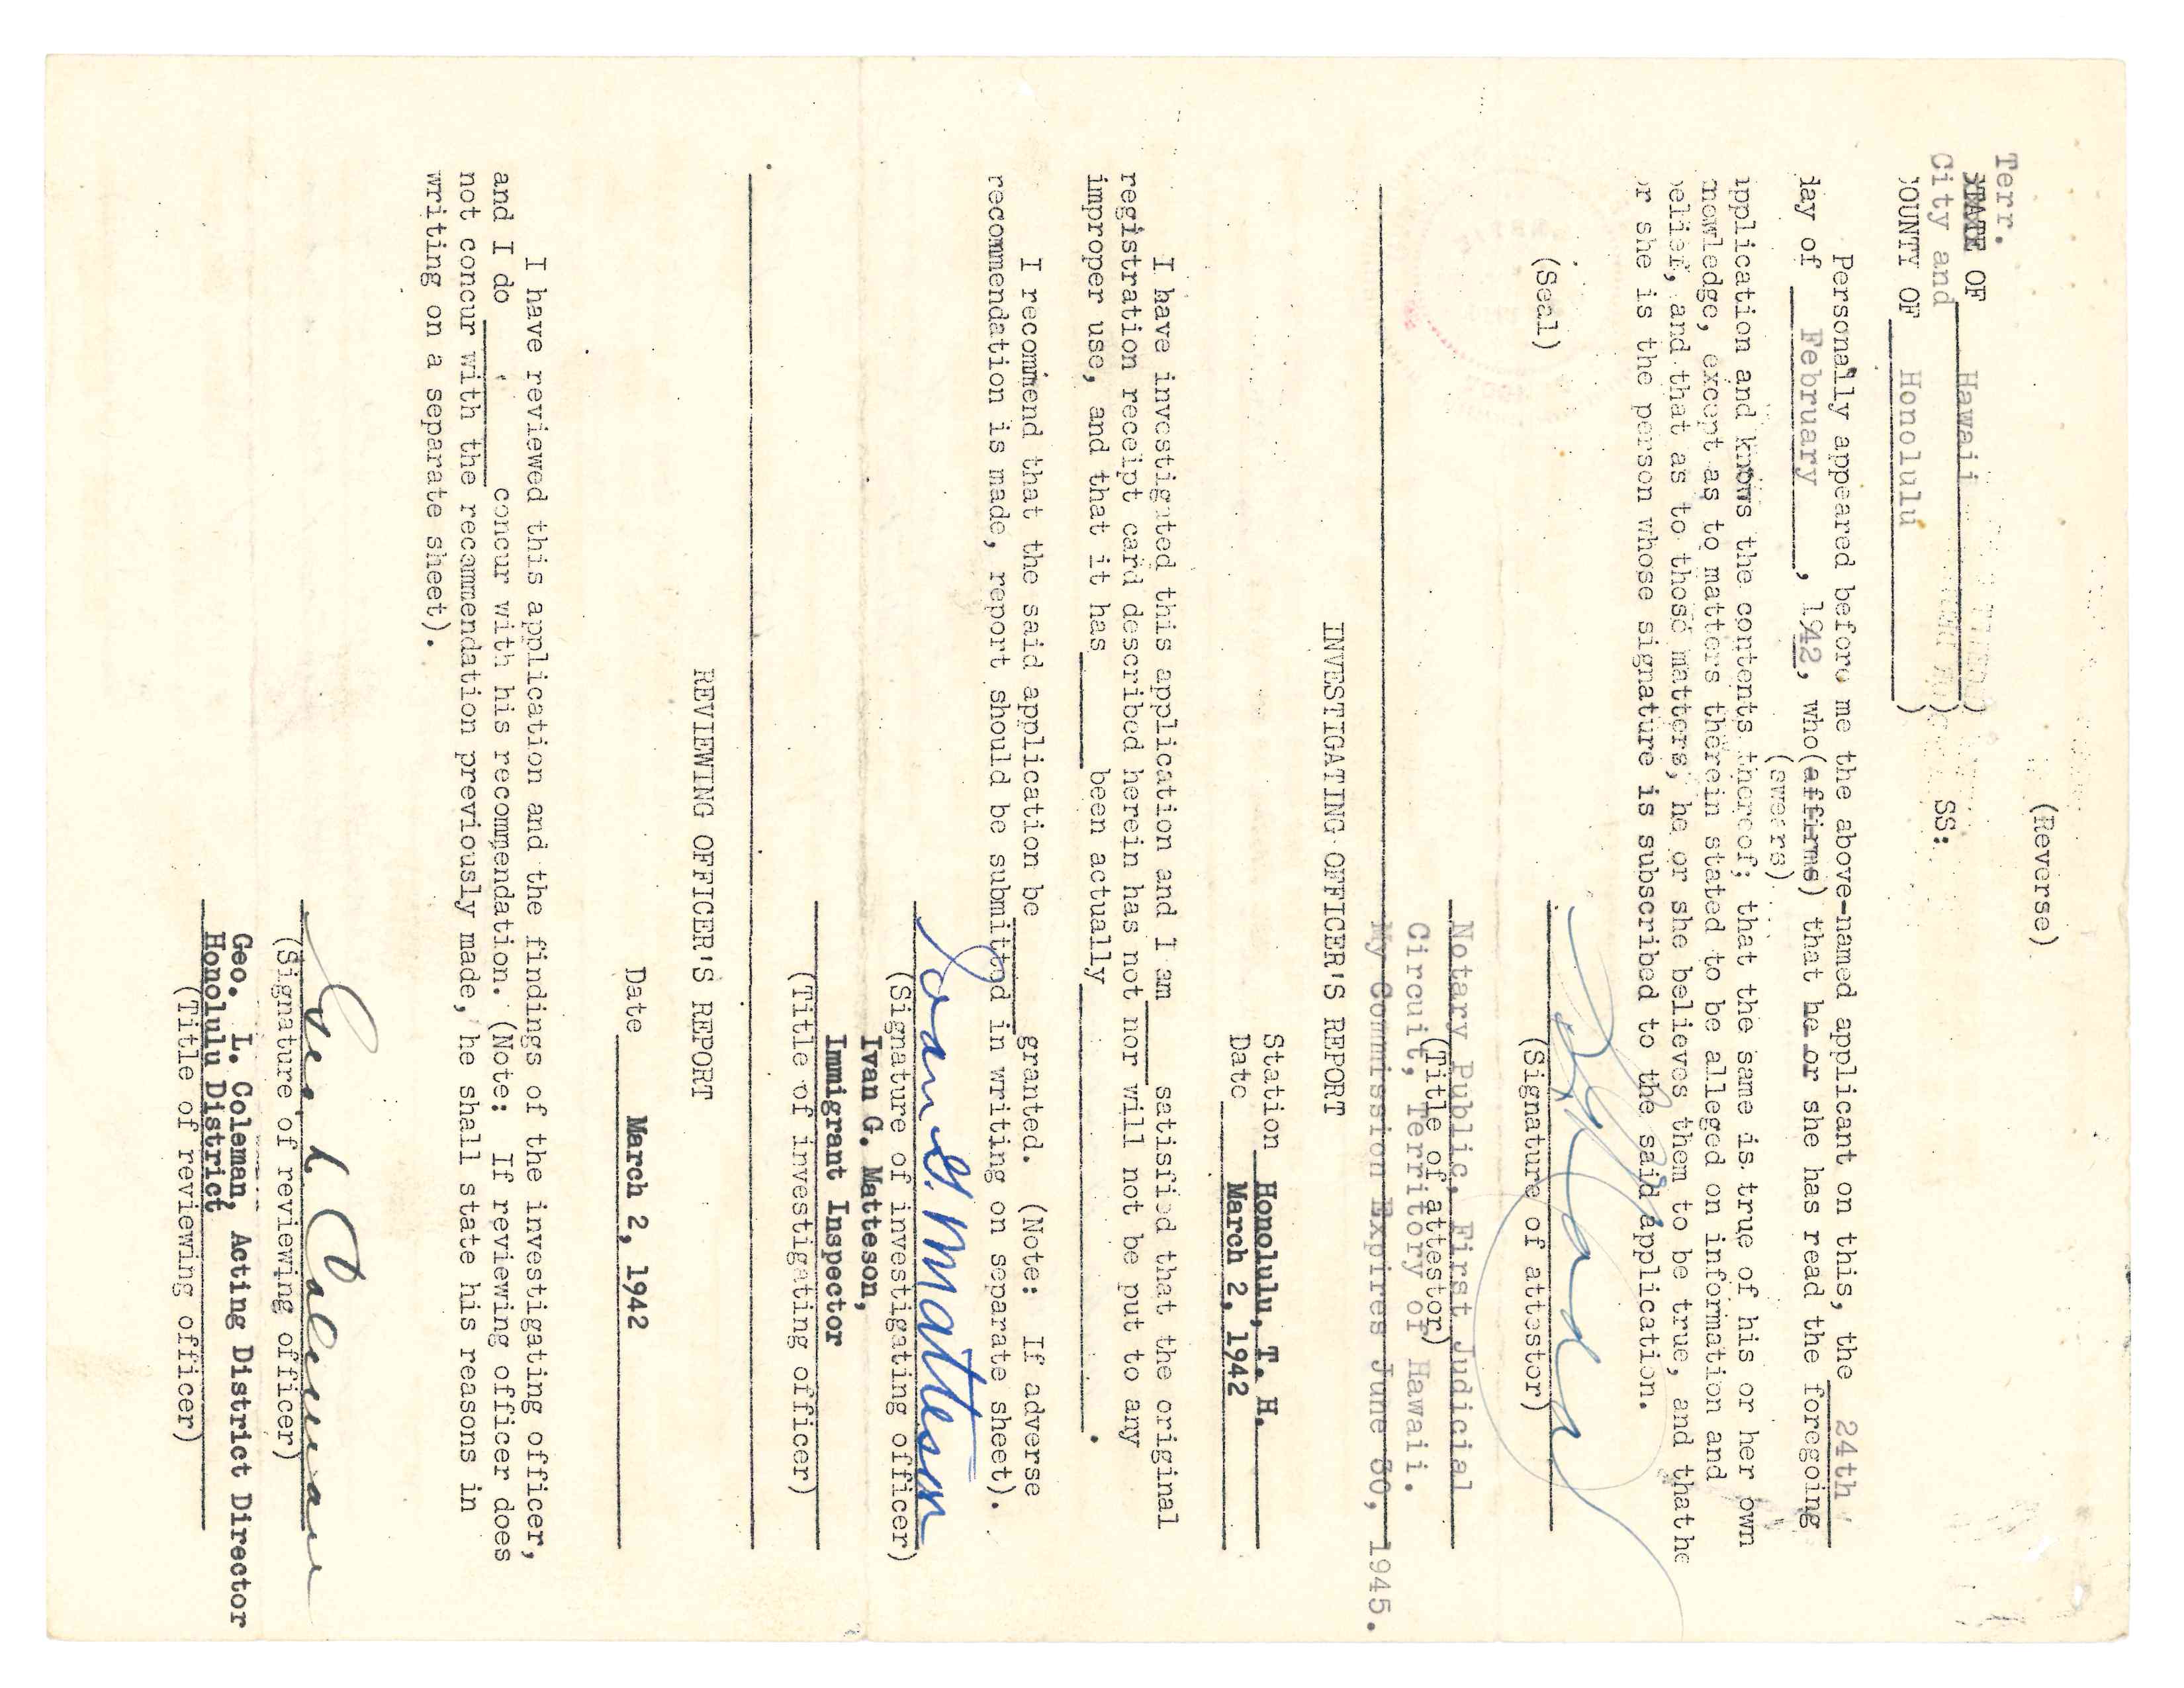 (Reverse)
Terr.
STATE OF Hawaii )
City and ) SS:
COUNTY OF Honolulu )
Personally appeared before me the above-named applicant on this, the 24th
day of February, 1942, who (affirms) that he or she has read the foregoing
(swears)
application and knows the contents thereof; that the same is true of his or her own
knowledge, except as to matters therein stated to be alleged on information and
belief, and that as to those matters, he or she believes them to be true, and that he
or she is the person whose signature is subscribed to the said application.
(Seal)
(Signature of attestor)
Notary Public, First Judicial
(Title of attestor)
Circuit, Territory of Hawaii.
My Commission Expires June 30, 1945.
INVESTIGATING OFFICER'S REPORT
Station Honolulu, T. H.
Date March 2, 1942
I have investigated this application and I am ____ satisfied that the original
registration receipt card described herein has not nor will not be put to any
improper use, and that it has ____ been actually ____.
I recommend that the said application be ____ granted. (Note: If adverse
recommendation is made, report should be submitted in writing on separate sheet).
Ivan G. Matteson
(Signature of investigating officer)
Ivan G. Matteson,
Immigrant Inspector
(Title of investigating officer)
REVIEWING OFFICER'S REPORT
Date March 2, 1942
I have reviewed this application and the findings of the investigating officer,
and I do ____ concur with his recommendation. (Note: If reviewing officer does
not concur with the recommendation previously made, he shall state his reasons in
writing on a separate sheet).
Geo. L. Coleman
(Signature of reviewing officer)
Geo. L. Coleman, Acting District Director
Honolulu District
(Title of reviewing officer)